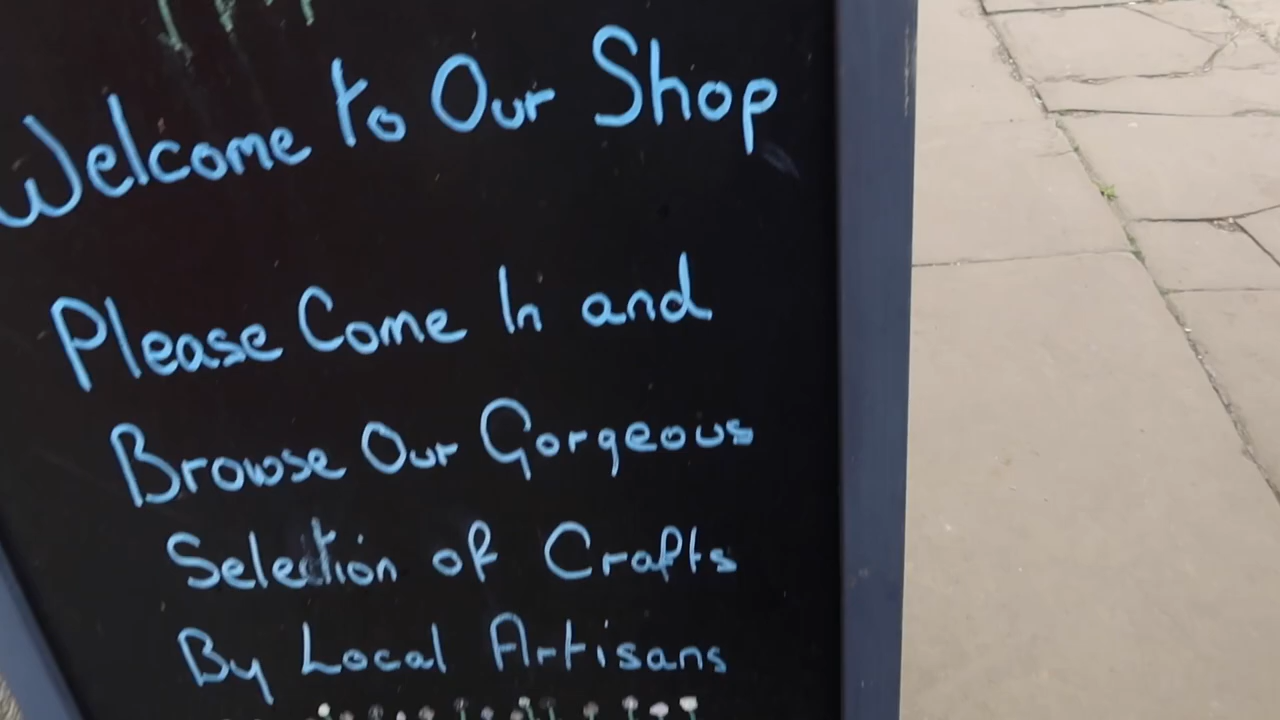 Welcome to Our Shop
Please Come In and
Browse Our Gorgeous
Selection of Crafts
By Local Artisans